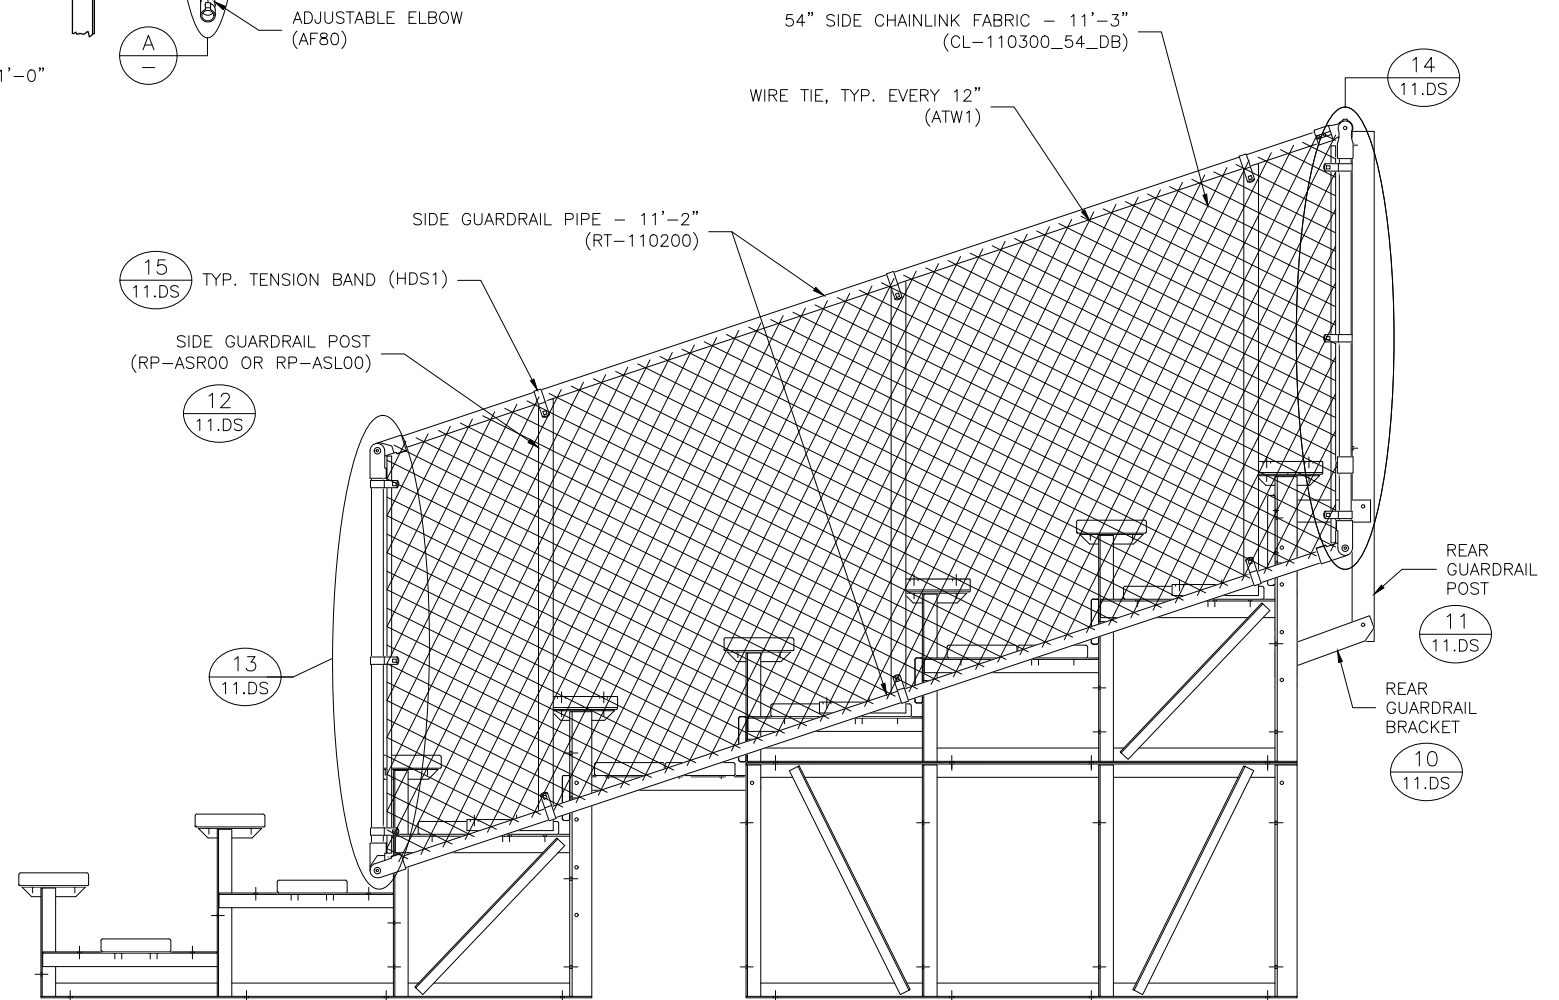 ADJUSTABLE ELBOW
(AF80)
A
–
1'-0"
54" SIDE CHAINLINK FABRIC – 11'-3"
(CL-110300_54_DB)
14
11.DS
WIRE TIE, TYP. EVERY 12"
(ATW1)
SIDE GUARDRAIL PIPE – 11'-2"
(RT-110200)
15
11.DS
TYP. TENSION BAND (HDS1)
SIDE GUARDRAIL POST
(RP-ASR00 OR RP-ASL00)
12
11.DS
REAR
GUARDRAIL
POST
11
11.DS
13
11.DS
REAR
GUARDRAIL
BRACKET
10
11.DS